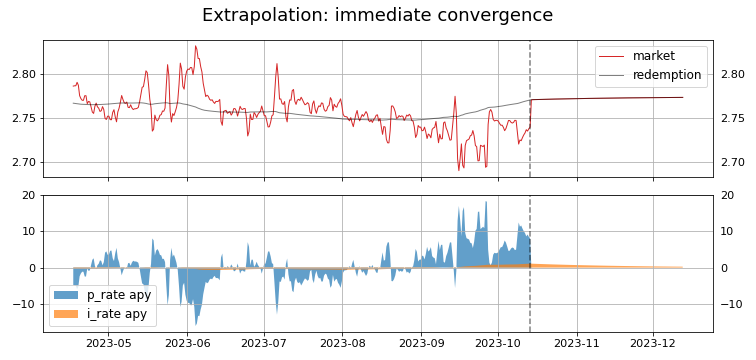 Extrapolation: immediate convergence
2.80
2.75
2.70
market
redemption
2.80
2.75
2.70
20
10
0
−10
p_rate apy
i_rate apy
20
10
0
−10
2023-05 2023-06 2023-07 2023-08 2023-09 2023-10 2023-11 2023-12